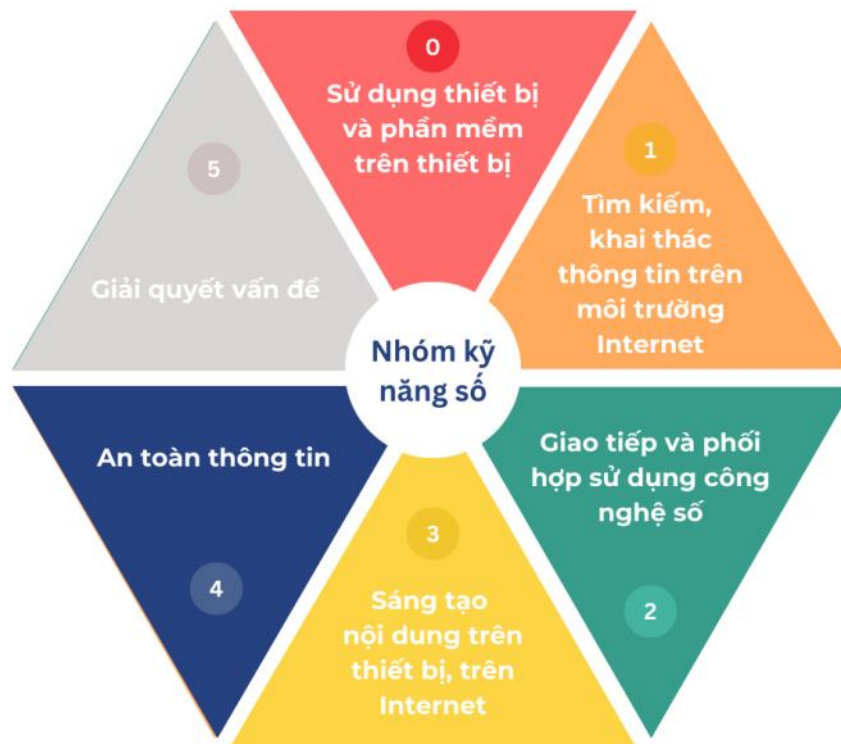 0
Sử dụng thiết bị
và phần mềm
trên thiết bị
1
Tìm kiếm,
khai thác
thông tin trên
môi trường
Internet
Giao tiếp và phối
hợp sử dụng công
nghệ số
2
3
Sáng tạo
nội dung trên
thiết bị, trên
Internet
An toàn thông tin
4
5
Giải quyết vấn đề
Nhóm kỹ
năng số